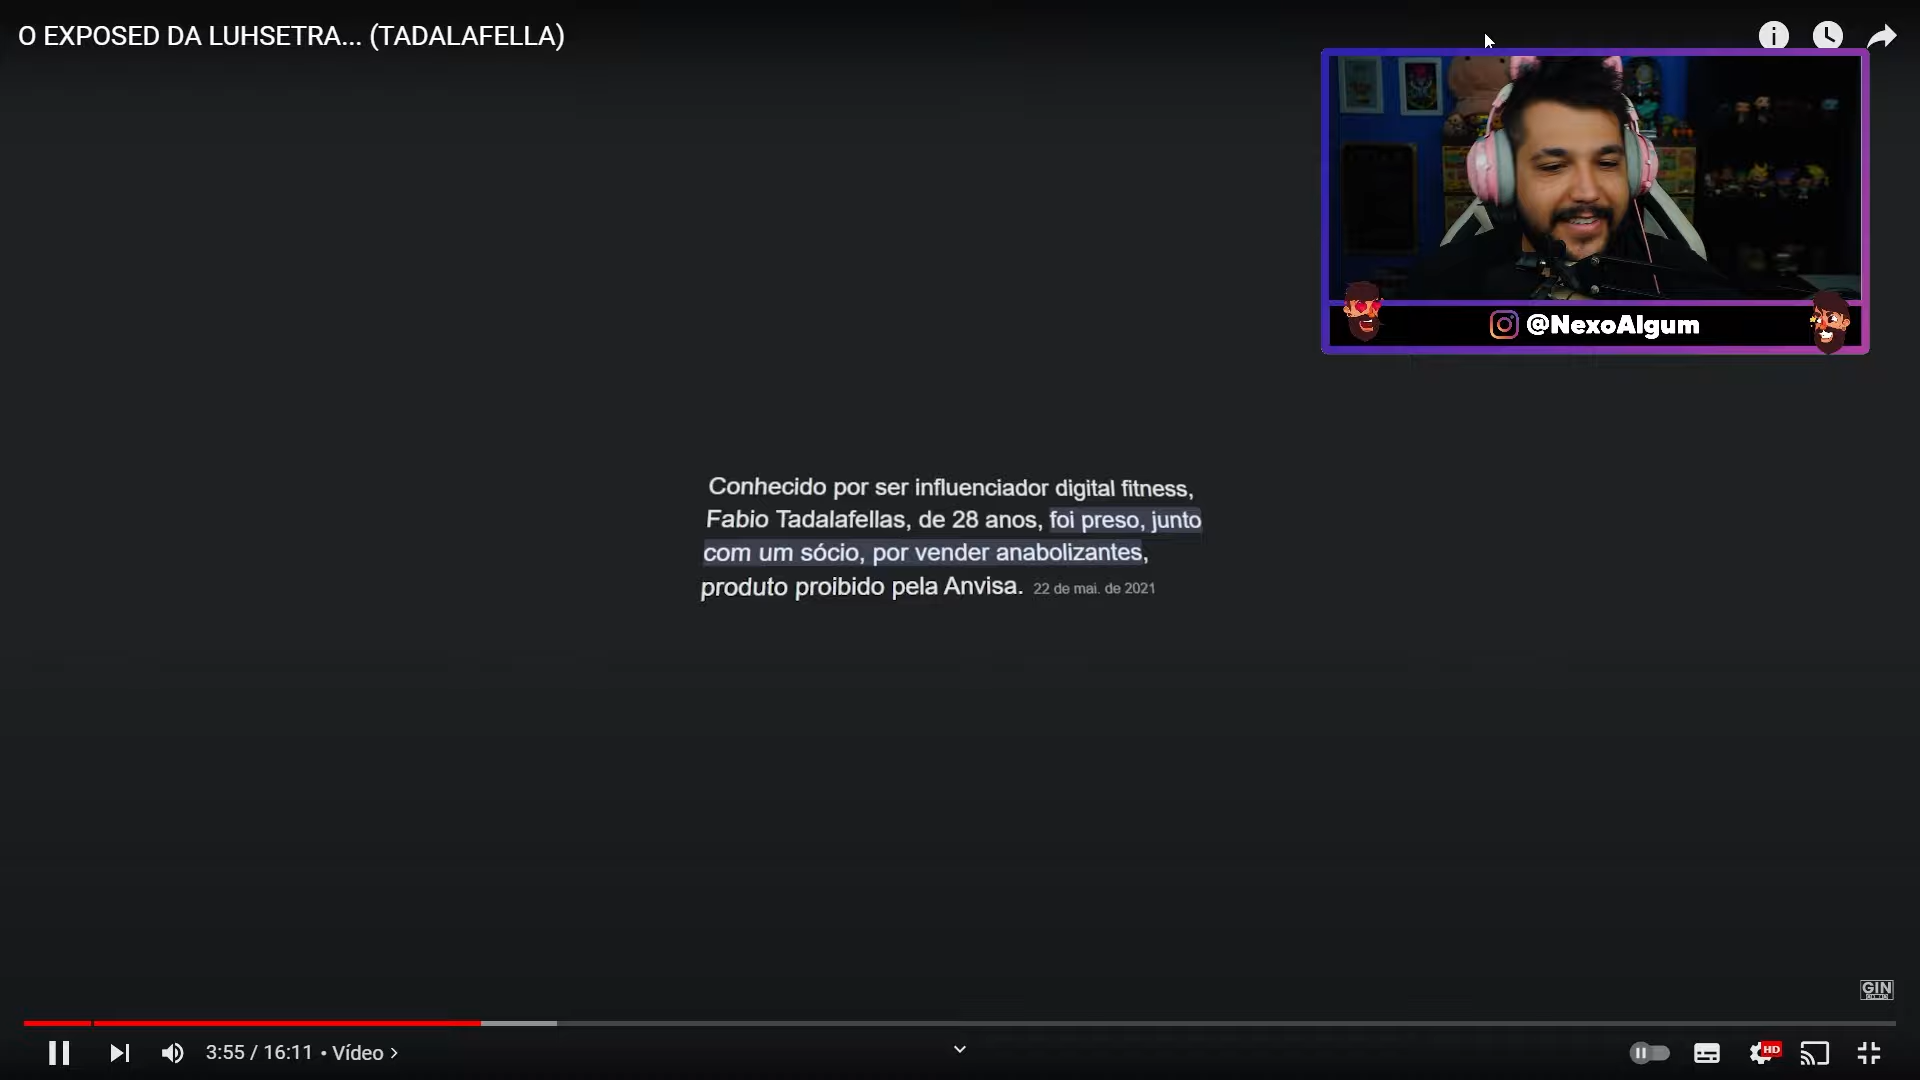 O EXPOSED DA LUHSETRA... (TADALAFELLA)
@NexoAlgum
Conhecido por ser influenciador digital fitness,
Fabio Tadalafellas, de 28 anos, foi preso, junto
com um sócio, por vender anabolizantes,
produto proibido pela Anvisa. 22 de mai. de 2021
GIN
3:55 / 16:11 • Vídeo
HD